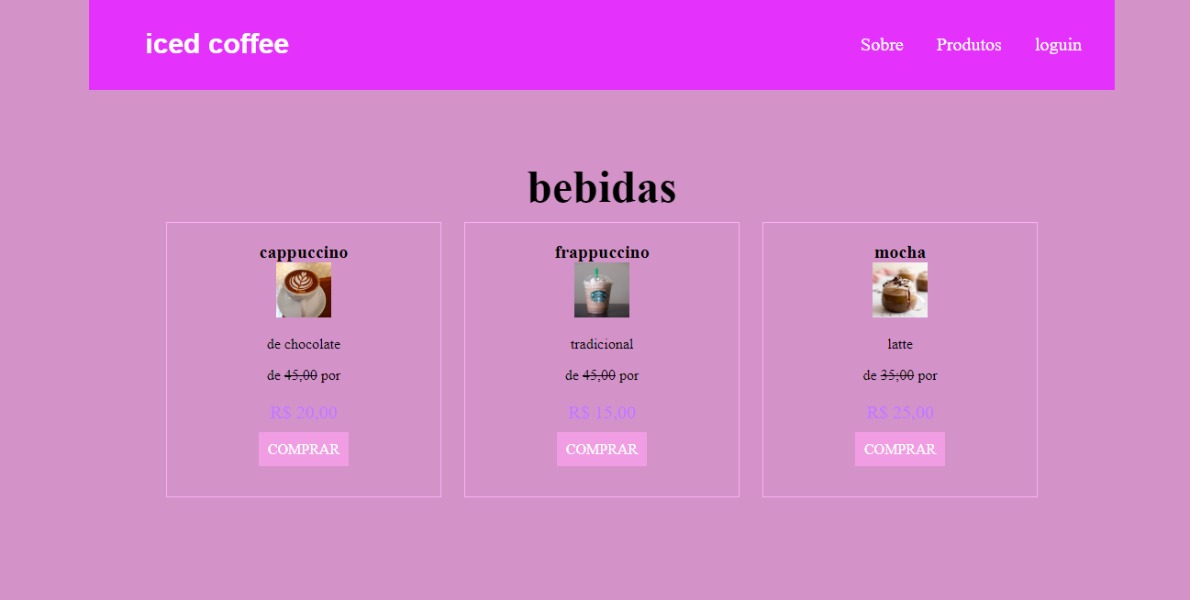 iced coffee
Sobre Produtos loguin
bebidas
cappuccino
de chocolate
de 45,00 por
R$ 20,00
COMPRAR
frappuccino
tradicional
de 45,00 por
R$ 15,00
COMPRAR
mocha
latte
de 35,00 por
R$ 25,00
COMPRAR